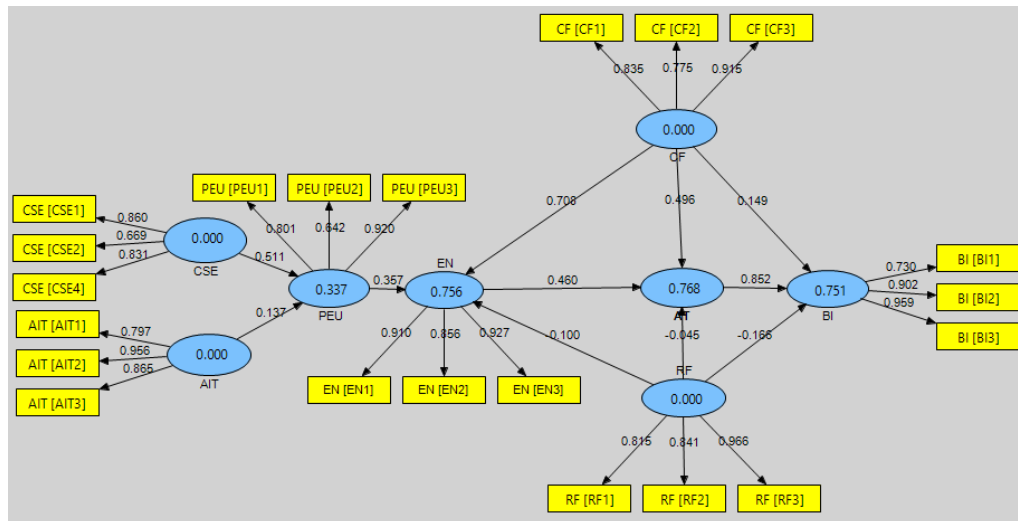 CF [CF1]
CF [CF2]
CF [CF3]
0.835
0.775
0.915
0.000
CF
PEU [PEU1]
PEU [PEU2]
PEU [PEU3]
CSE [CSE1]
CSE [CSE2]
CSE [CSE4]
0.860
0.669
0.831
0.000
CSE
0.801
0.642
0.920
0.708
0.496
0.149
0.511
0.337
PEU
0.357
EN
0.756
0.460
0.768
AT
0.852
0.751
BI
0.730
0.902
0.959
BI [BI1]
BI [BI2]
BI [BI3]
0.137
AIT [AIT1]
AIT [AIT2]
AIT [AIT3]
0.797
0.956
0.865
0.000
AIT
0.910
0.856
0.927
EN [EN1]
EN [EN2]
EN [EN3]
-0.100
-0.045
-0.166
RF
0.000
0.815
0.841
0.966
RF [RF1]
RF [RF2]
RF [RF3]